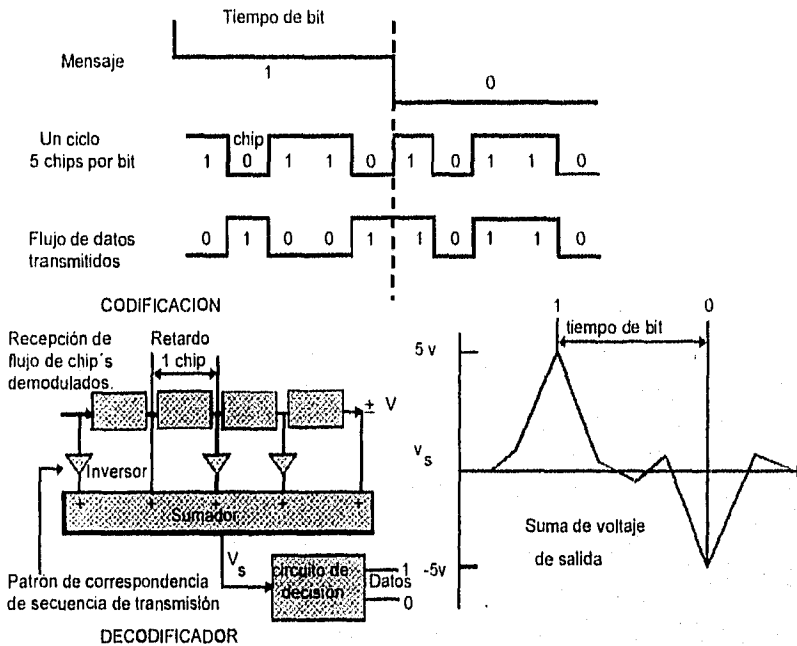 Tiempo de bit
Mensaje
1
0
Un ciclo
5 chips por bit
chip
1 0 1 1 0 1 0 1 1 0
Flujo de datos
transmitidos
0 1 0 0 1 1 0 1 1 0
CODIFICACION
Recepción de
flujo de chip´s
demodulados.
Retardo
1 chip
± V
Inversor
+ + + + +
Sumador
Vs
Patrón de correspondencia
de secuencia de transmisión
circuito de
decisión
Datos
1
0
DECODIFICADOR
1
0
tiempo de bit
5 v
Vs
-5v
Suma de voltaje
de salida